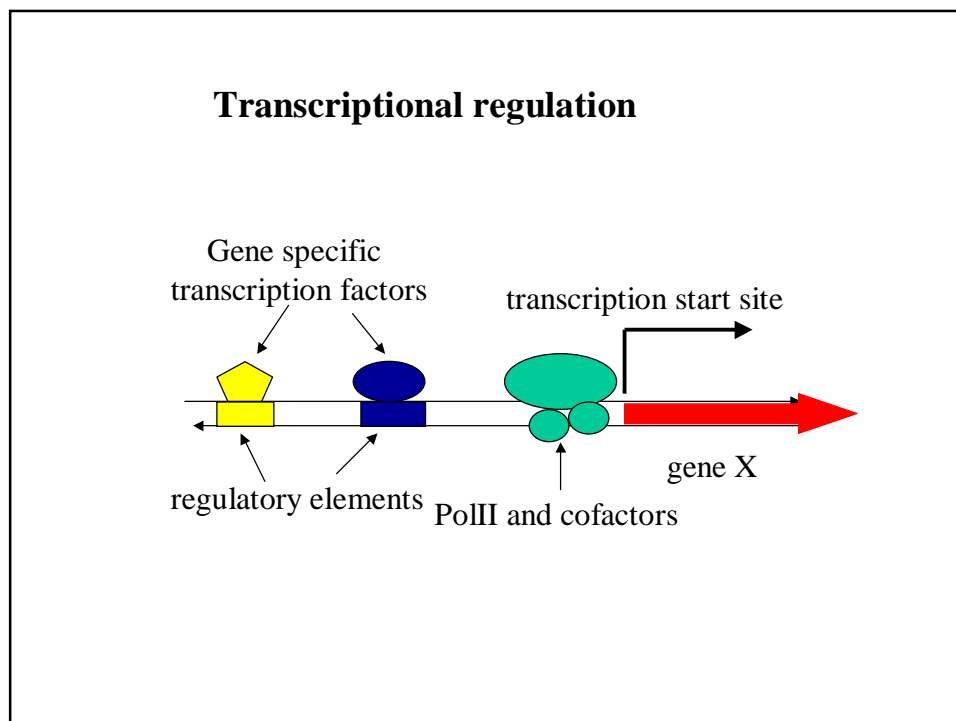 Transcriptional regulation
Gene specific
transcription factors
transcription start site
gene X
regulatory elements
PolII and cofactors